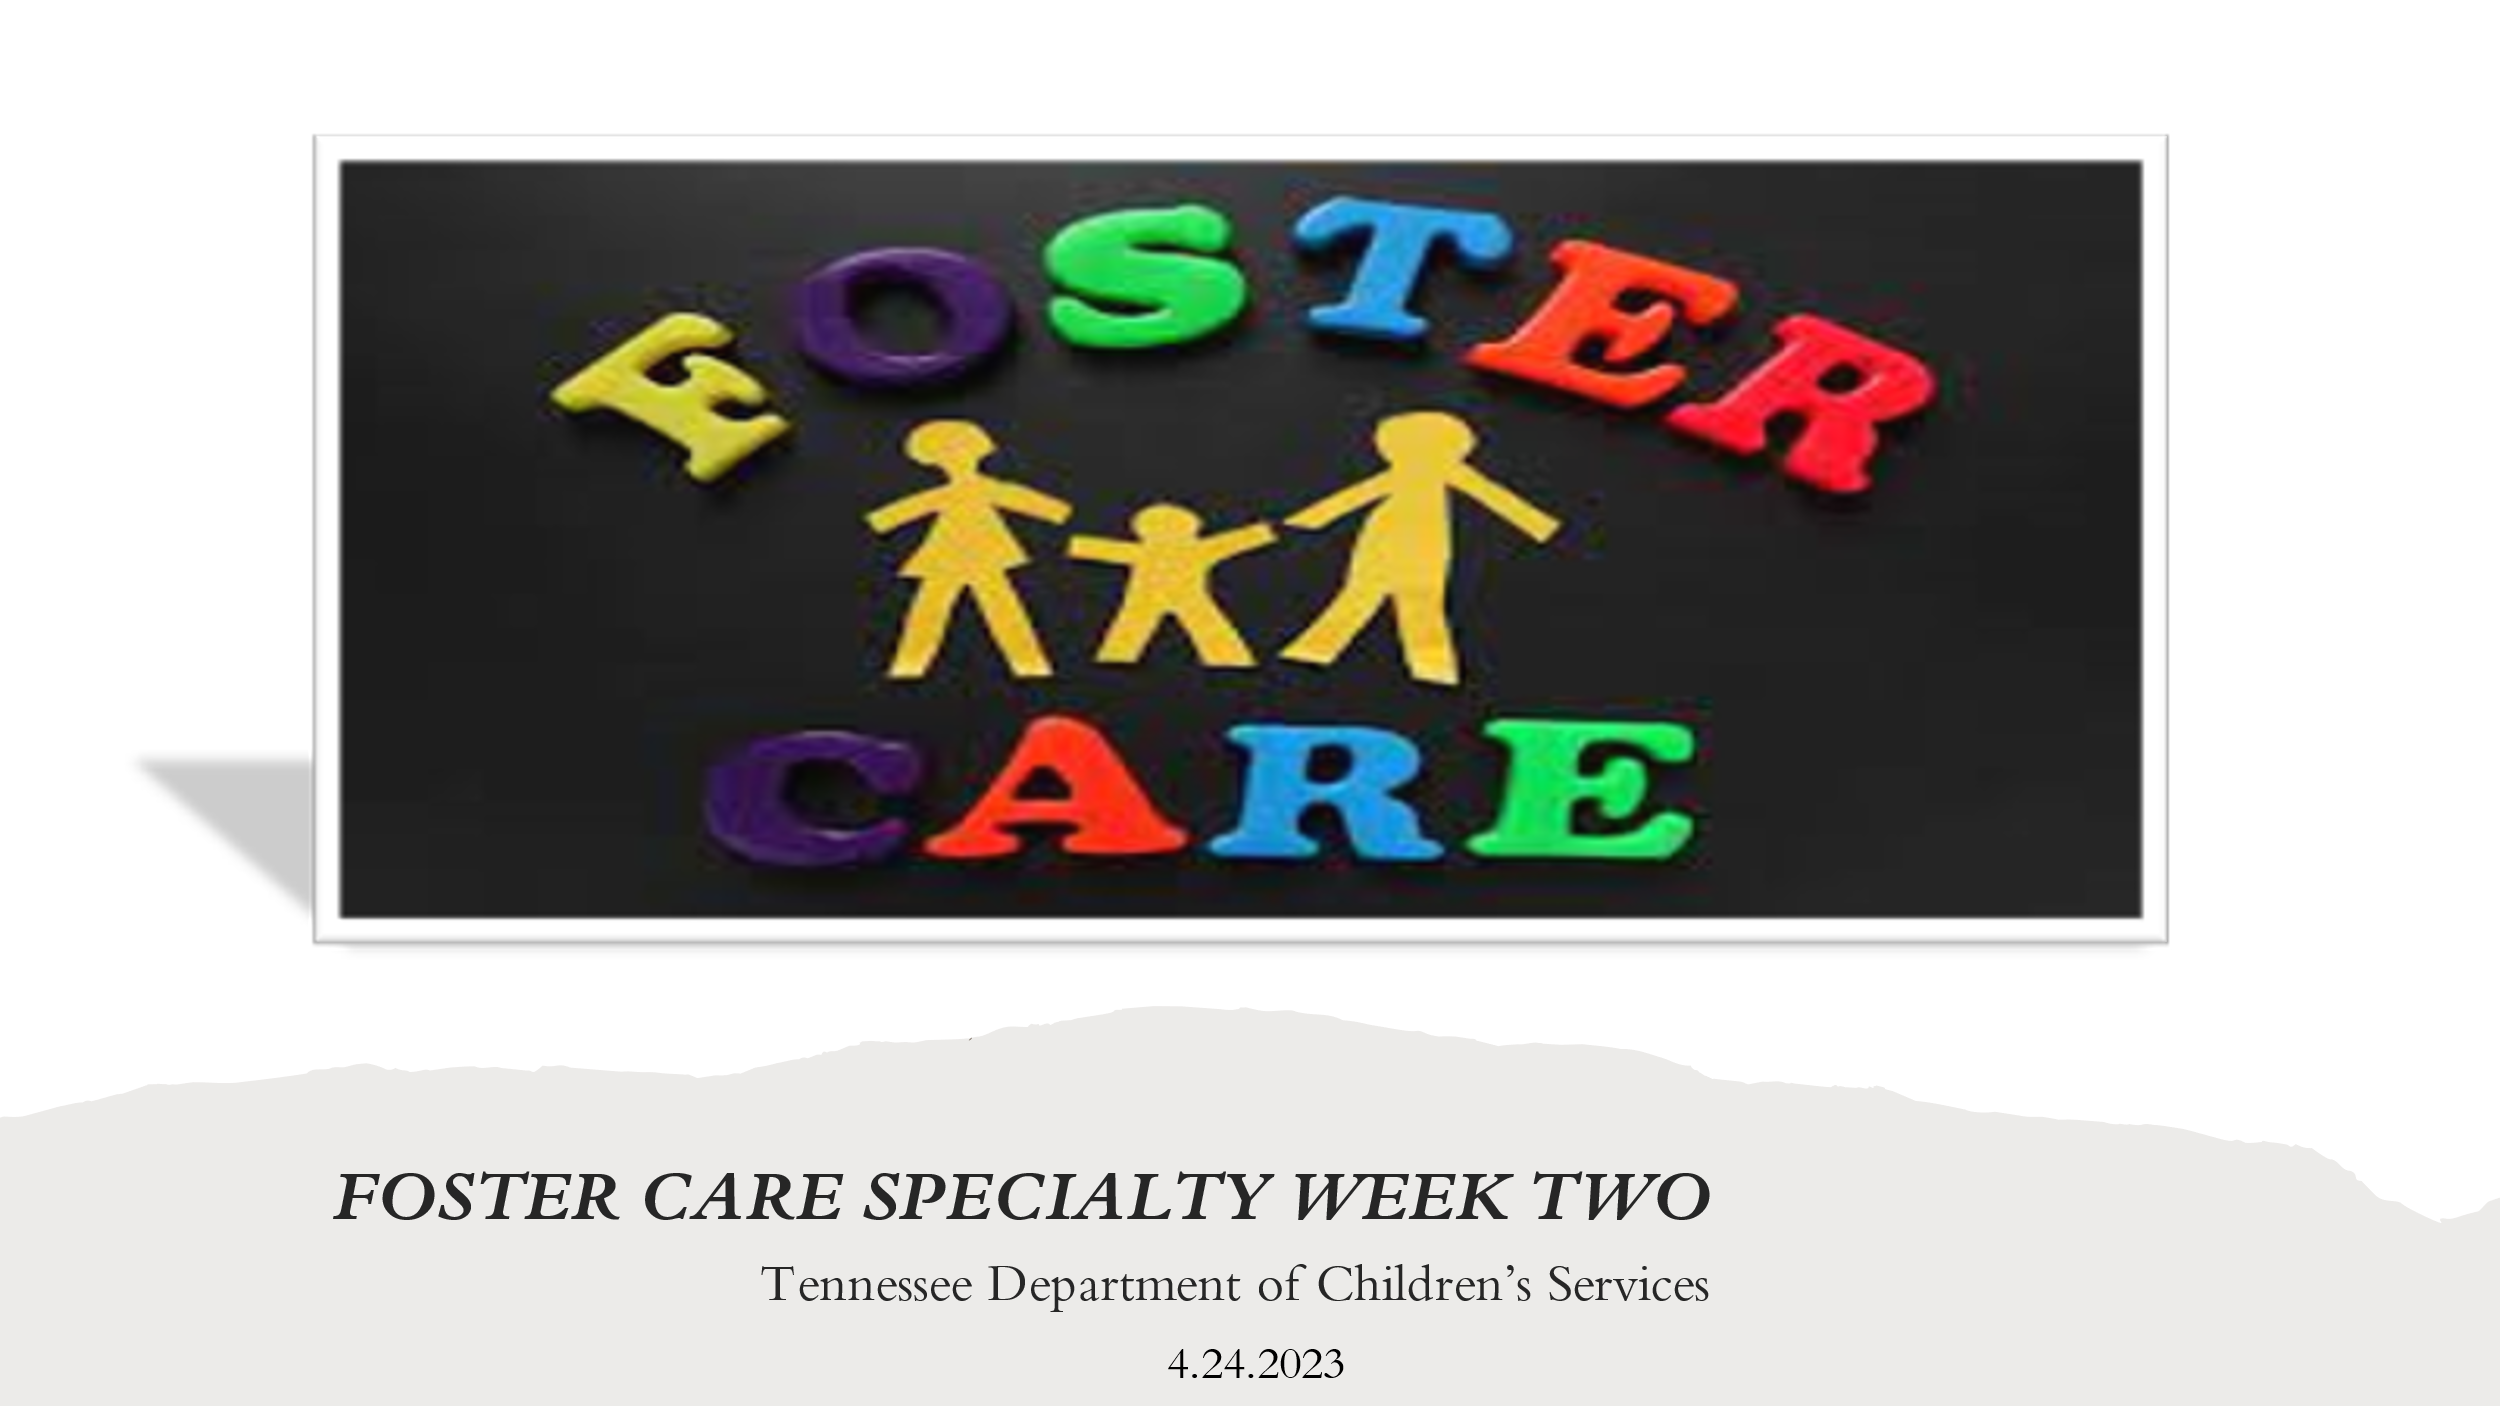 FOSTER
CARE
FOSTER CARE SPECIALTY WEEK TWO
Tennessee Department of Children’s Services
4.24.2023